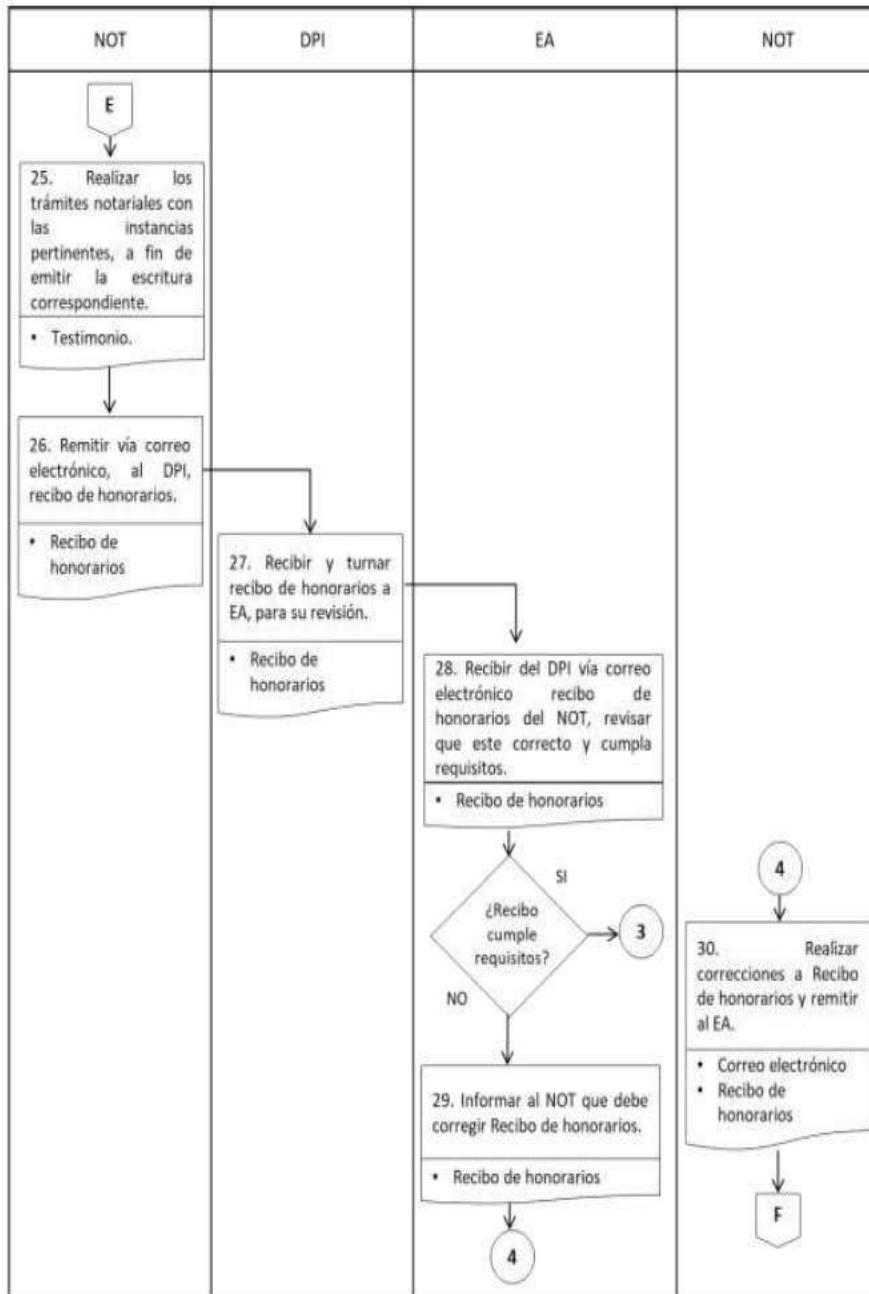 NOT
DPI
EA
NOT
E
25. Realizar los
trámites notariales con
las instancias
pertinentes, a fin de
emitir la escritura
correspondiente.
• Testimonio.
26. Remitir vía correo
electrónico, al DPI,
recibo de honorarios.
• Recibo de
honorarios
27. Recibir y turnar
recibo de honorarios a
EA, para su revisión.
• Recibo de
honorarios
28. Recibir del DPI vía correo
electrónico recibo de
honorarios del NOT, revisar
que este correcto y cumpla
requisitos.
• Recibo de honorarios
SI
¿Recibo
cumple
requisitos?
3
NO
29. Informar al NOT que debe
corregir Recibo de honorarios.
• Recibo de honorarios
4
4
30. Realizar
correcciones a Recibo
de honorarios y remitir
al EA.
• Correo electrónico
• Recibo de
honorarios
F